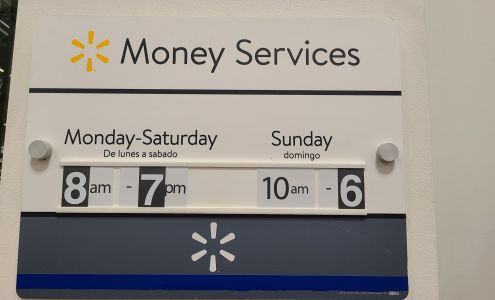 Money Services
Monday-Saturday
De lunes a sabado
Sunday
domingo
8am - 7pm
10am - 6